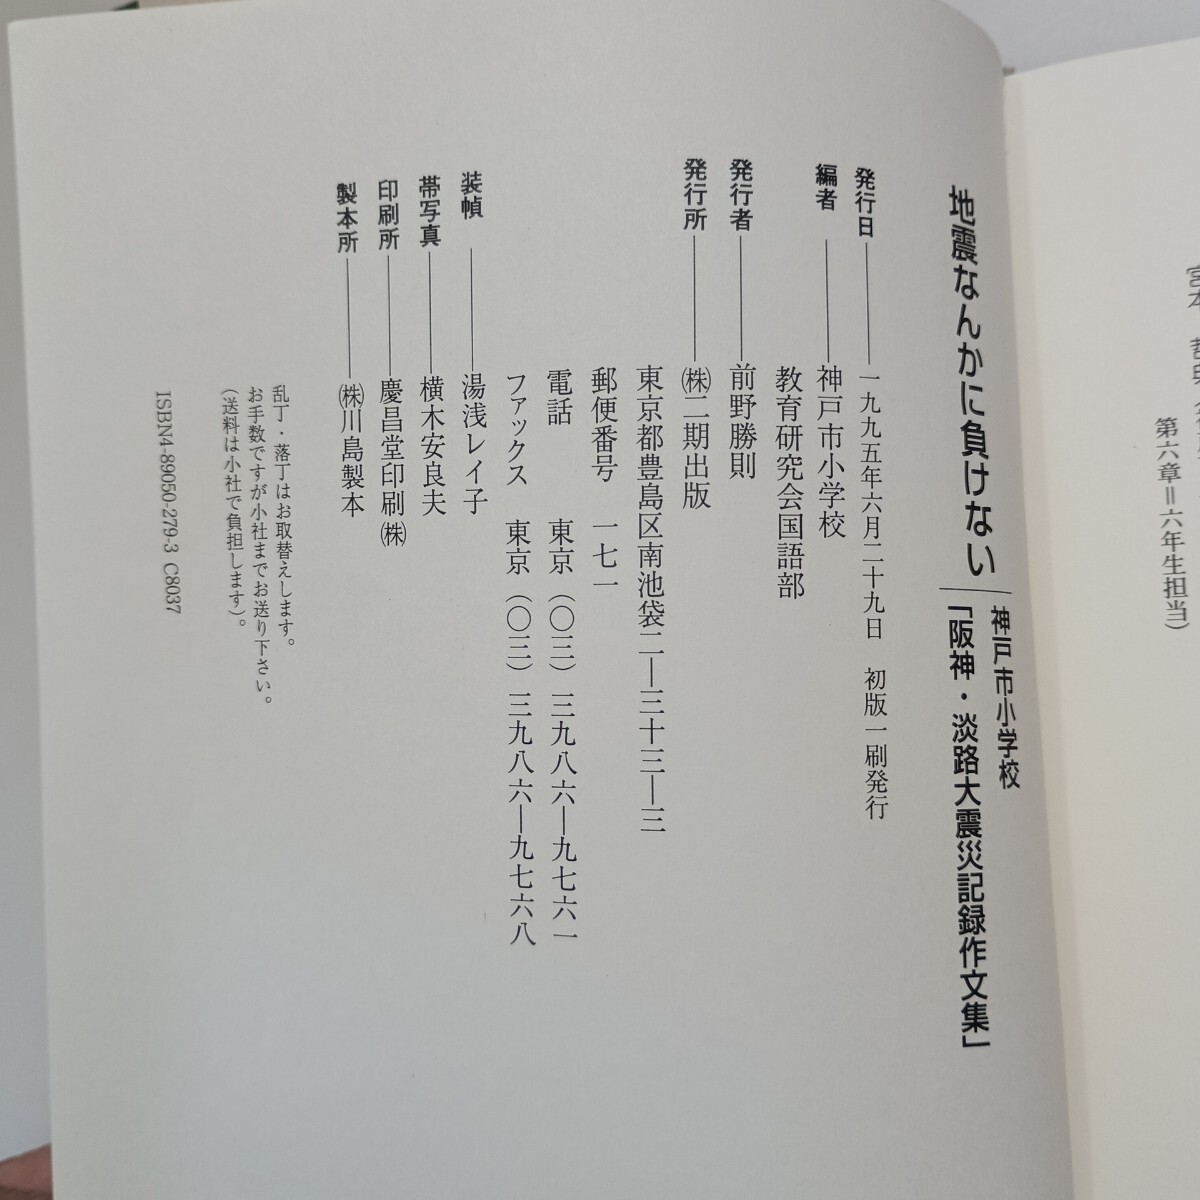 第六章＝六年生担当)
地震なんかに負けない
神戸市小学校
「阪神・淡路大震災記録作文集」
発行日――一九九五年六月二十九日　初版一刷発行
編者――神戸市小学校
教育研究会国語部
発行者――前野勝則
発行所――㈱二期出版
東京都豊島区南池袋二―三十三―三
郵便番号　一七一
電話　東京（〇三）三九八六―九七六一
ファックス　東京（〇三）三九八六―九七六八
装幀――湯浅レイ子
帯写真――横木安良夫
印刷所――慶昌堂印刷㈱
製本所――㈱川島製本
乱丁・落丁はお取替えします。
お手数ですが小社までお送り下さい。
（送料は小社で負担します）。
ISBN4-89050-279-3 C8037